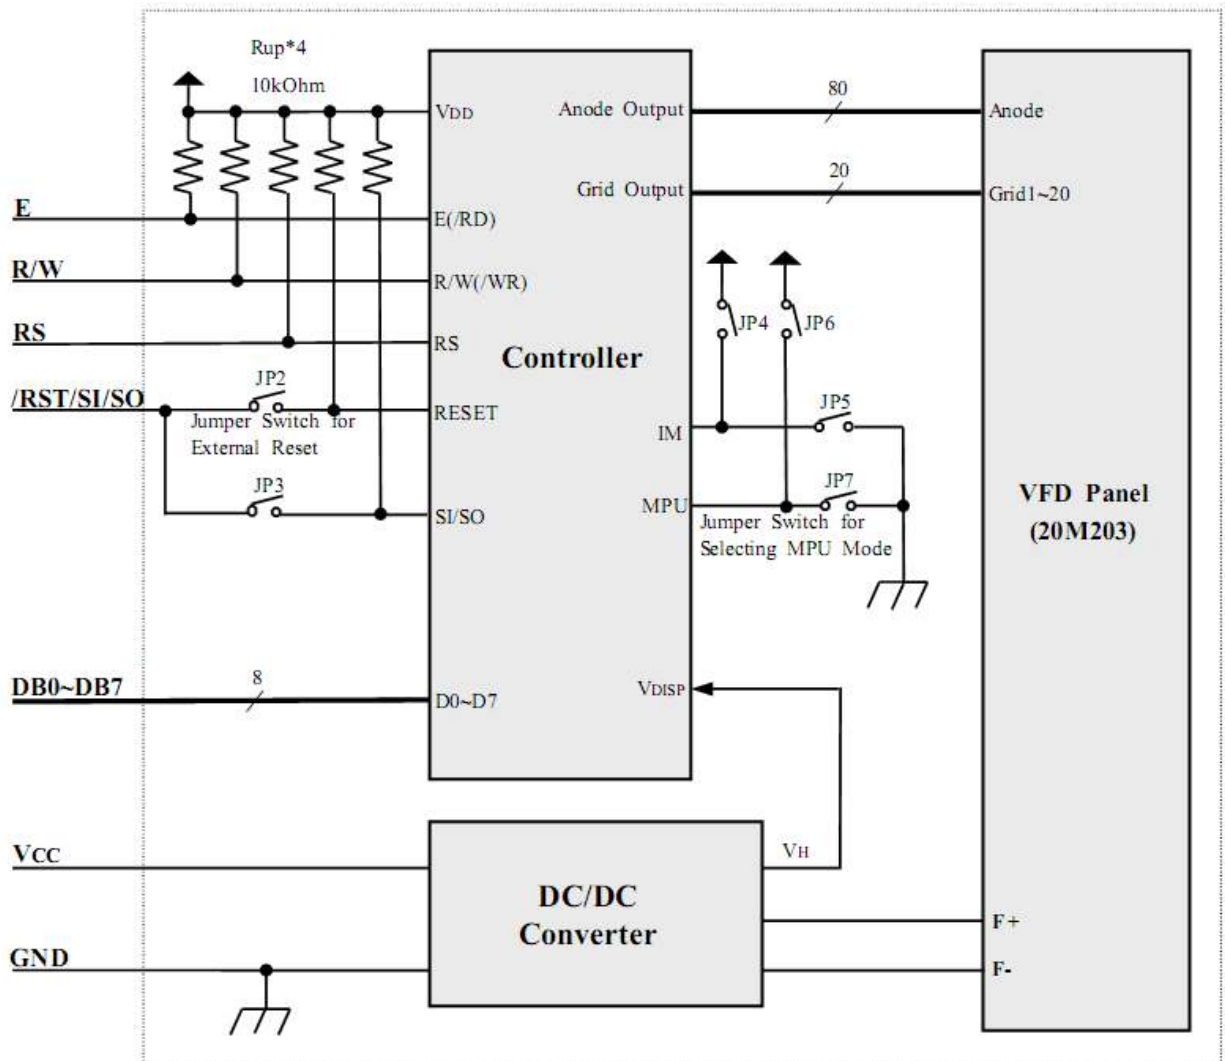 Rup*4
10kOhm
VDD
Anode Output
80
Anode
Grid Output
20
Grid1~20
E
E(/RD)
R/W
R/W(/WR)
RS
RS
JP4
JP6
Controller
/RST/SI/SO
JP2
RESET
Jumper Switch for
External Reset
JP5
IM
JP3
SI/SO
MPU
JP7
Jumper Switch for
Selecting MPU Mode
VFD Panel
(20M203)
DB0~DB7
8
D0~D7
VDISP
VCC
VH
DC/DC
Converter
F+
GND
F-